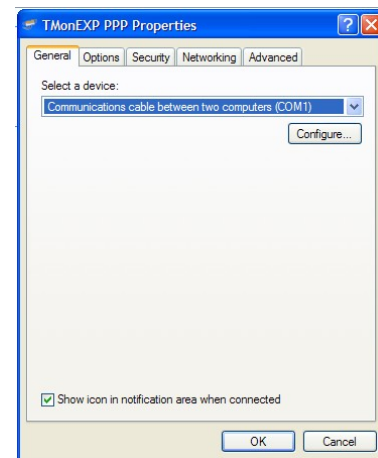 TMonEXP PPP Properties
General Options Security Networking Advanced
Select a device:
Communications cable between two computers (COM1)
Configure...
Show icon in notification area when connected
OK Cancel